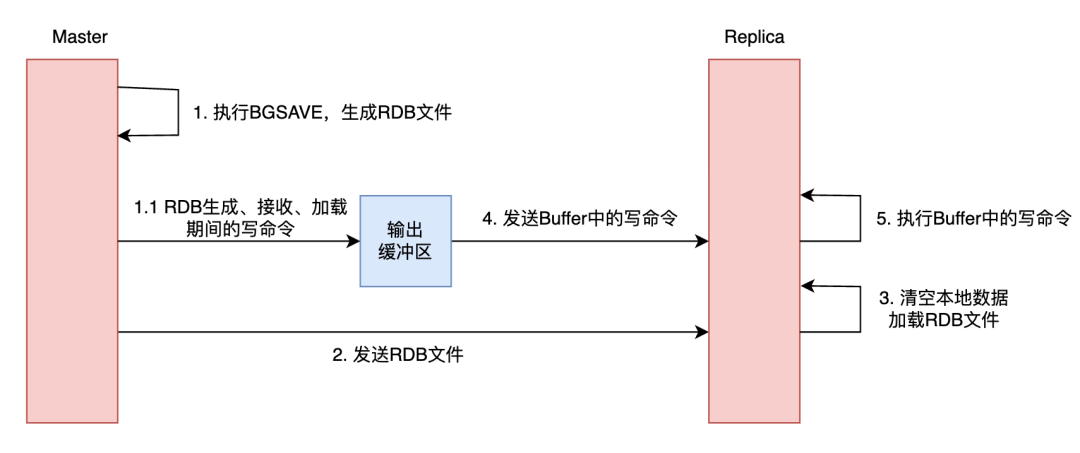 Master
Replica
1. 执行BGSAVE，生成RDB文件
1.1 RDB生成、接收、加载
期间的写命令
输出
缓冲区
4. 发送Buffer中的写命令
5. 执行Buffer中的写命令
3. 清空本地数据
加载RDB文件
2. 发送RDB文件